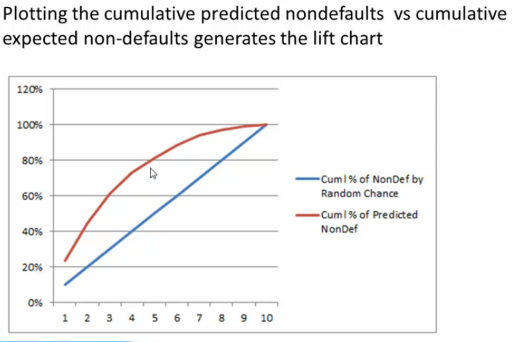 Plotting the cumulative predicted nondefaults vs cumulative
expected non-defaults generates the lift chart
120%
100%
80%
60%
40%
20%
0%
1 2 3 4 5 6 7 8 9 10
Cuml % of NonDef by
Random Chance
Cuml % of Predicted
NonDef